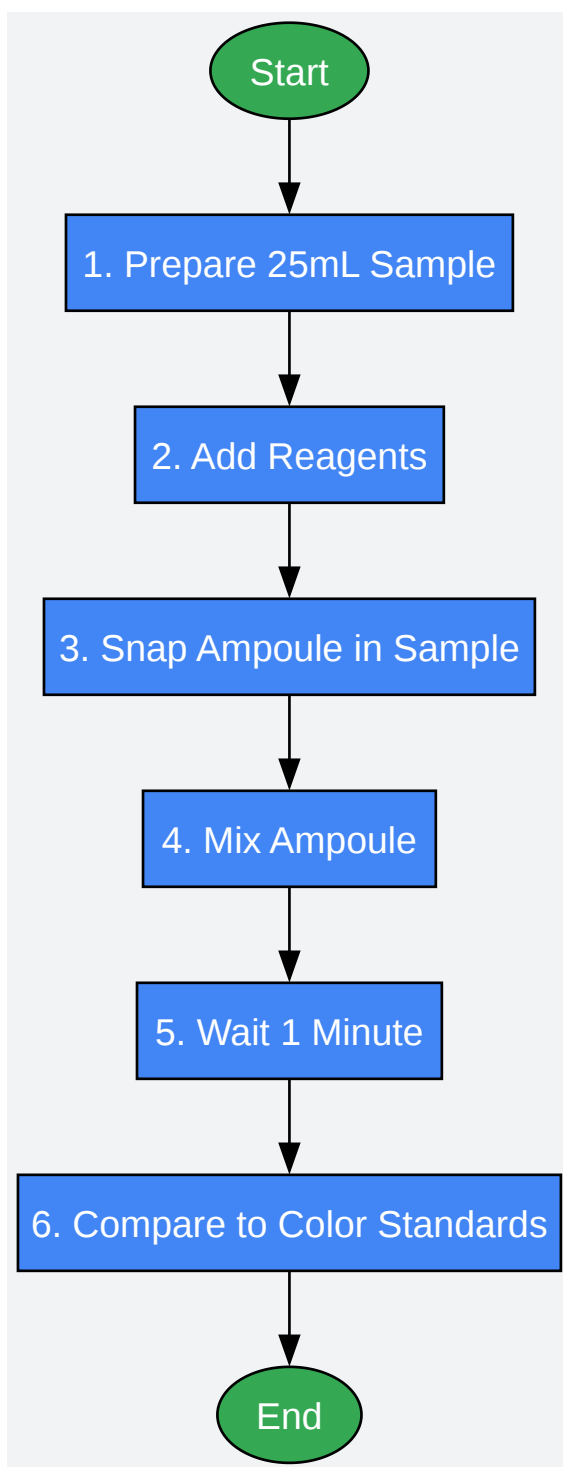 Start
1. Prepare 25mL Sample
2. Add Reagents
3. Snap Ampoule in Sample
4. Mix Ampoule
5. Wait 1 Minute
6. Compare to Color Standards
End